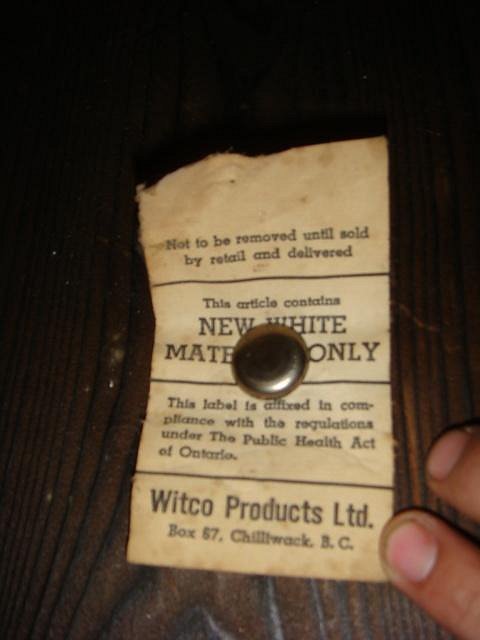 Not to be removed until sold
by retail and delivered
This article contains
NEW WHITE
ONLY
This label is affixed in com-
pliance with the regulations
under The Public Health Act
of Ontario.
Witco Products Ltd.
Box 67, Chilliwack, B. C.